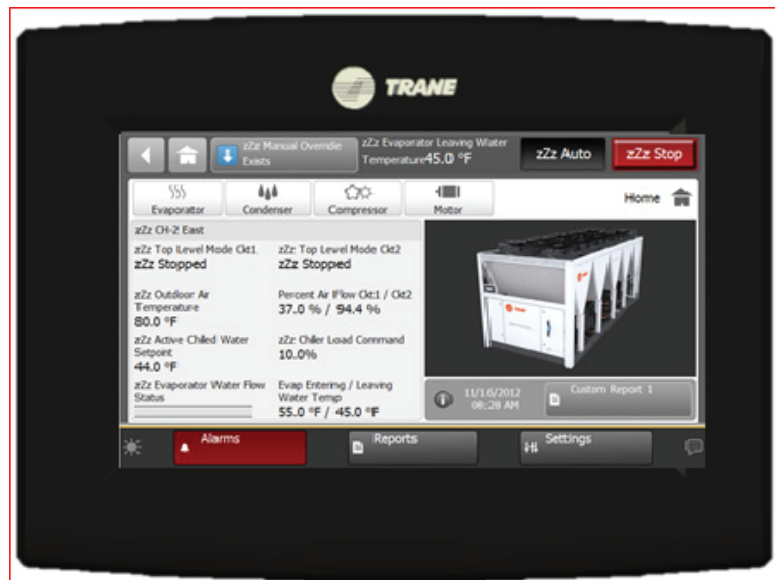 TRANE
zZz Manual Overridie
Exists
zZz Evaporator Leaving Water
Temperature45.0 °F
zZz Auto
zZz Stop
Evaporator
Condenser
Compressor
Motor
Home
zZz CH-2 East
zZz Top Level Mode Ckt1
zZz Stopped
zZz Top Level Mode Ckt2
zZz Stopped
zZz Outdoor Air
Temperature
80.0 °F
Percent Air Flow Ckt1 / Ckt2
37.0 % / 94.4 %
zZz Active Chilled Water
Setpoint
44.0 °F
zZz Chiller Load Command
10.0%
zZz Evaporator Water Flow
Status
Evap Entering / Leaving
Water Temp
55.0 °F / 45.0 °F
11/16/2012
08:28 AM
Custom Report 1
Alarms
Reports
Settings